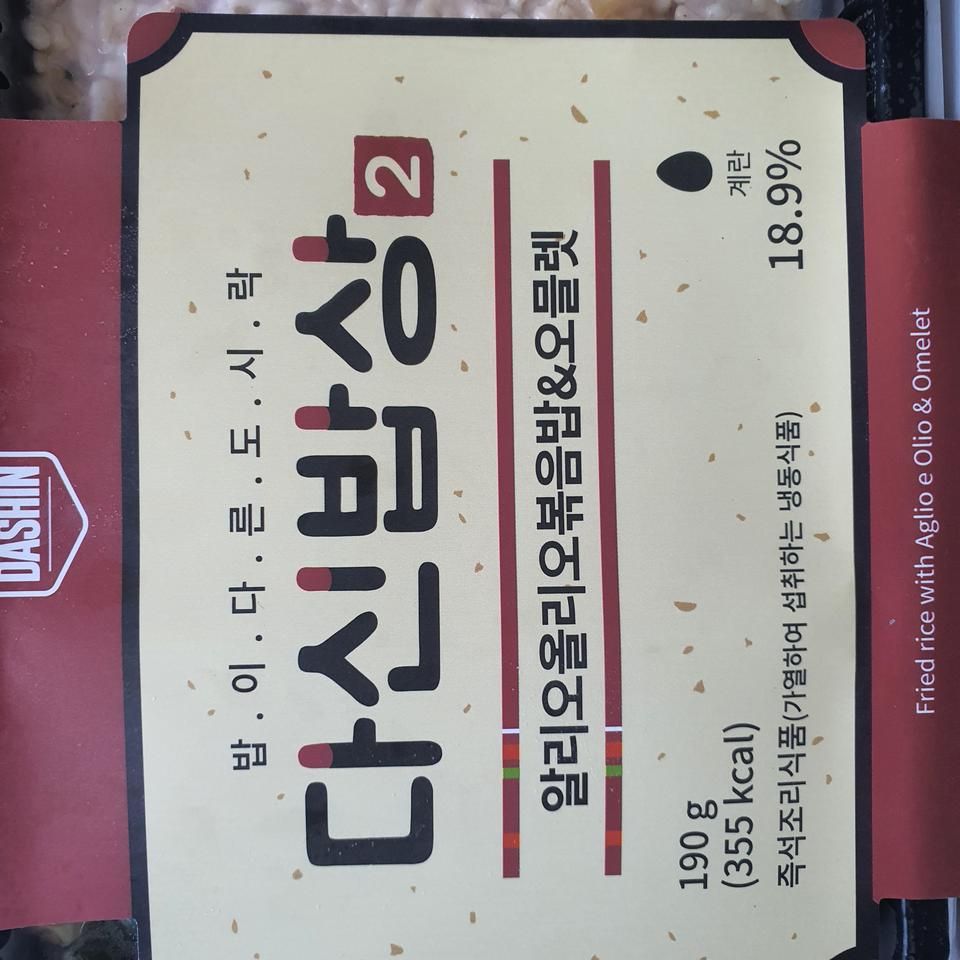 DASHIN
밥.이.다.른.도.시.락
다신밥상 2
알리오올리오볶음밥&오믈렛
계란
18.9%
190 g
(355 kcal)
즉석조리식품(가열하여 섭취하는 냉동식품)
Fried rice with Aglio e Olio & Omelet